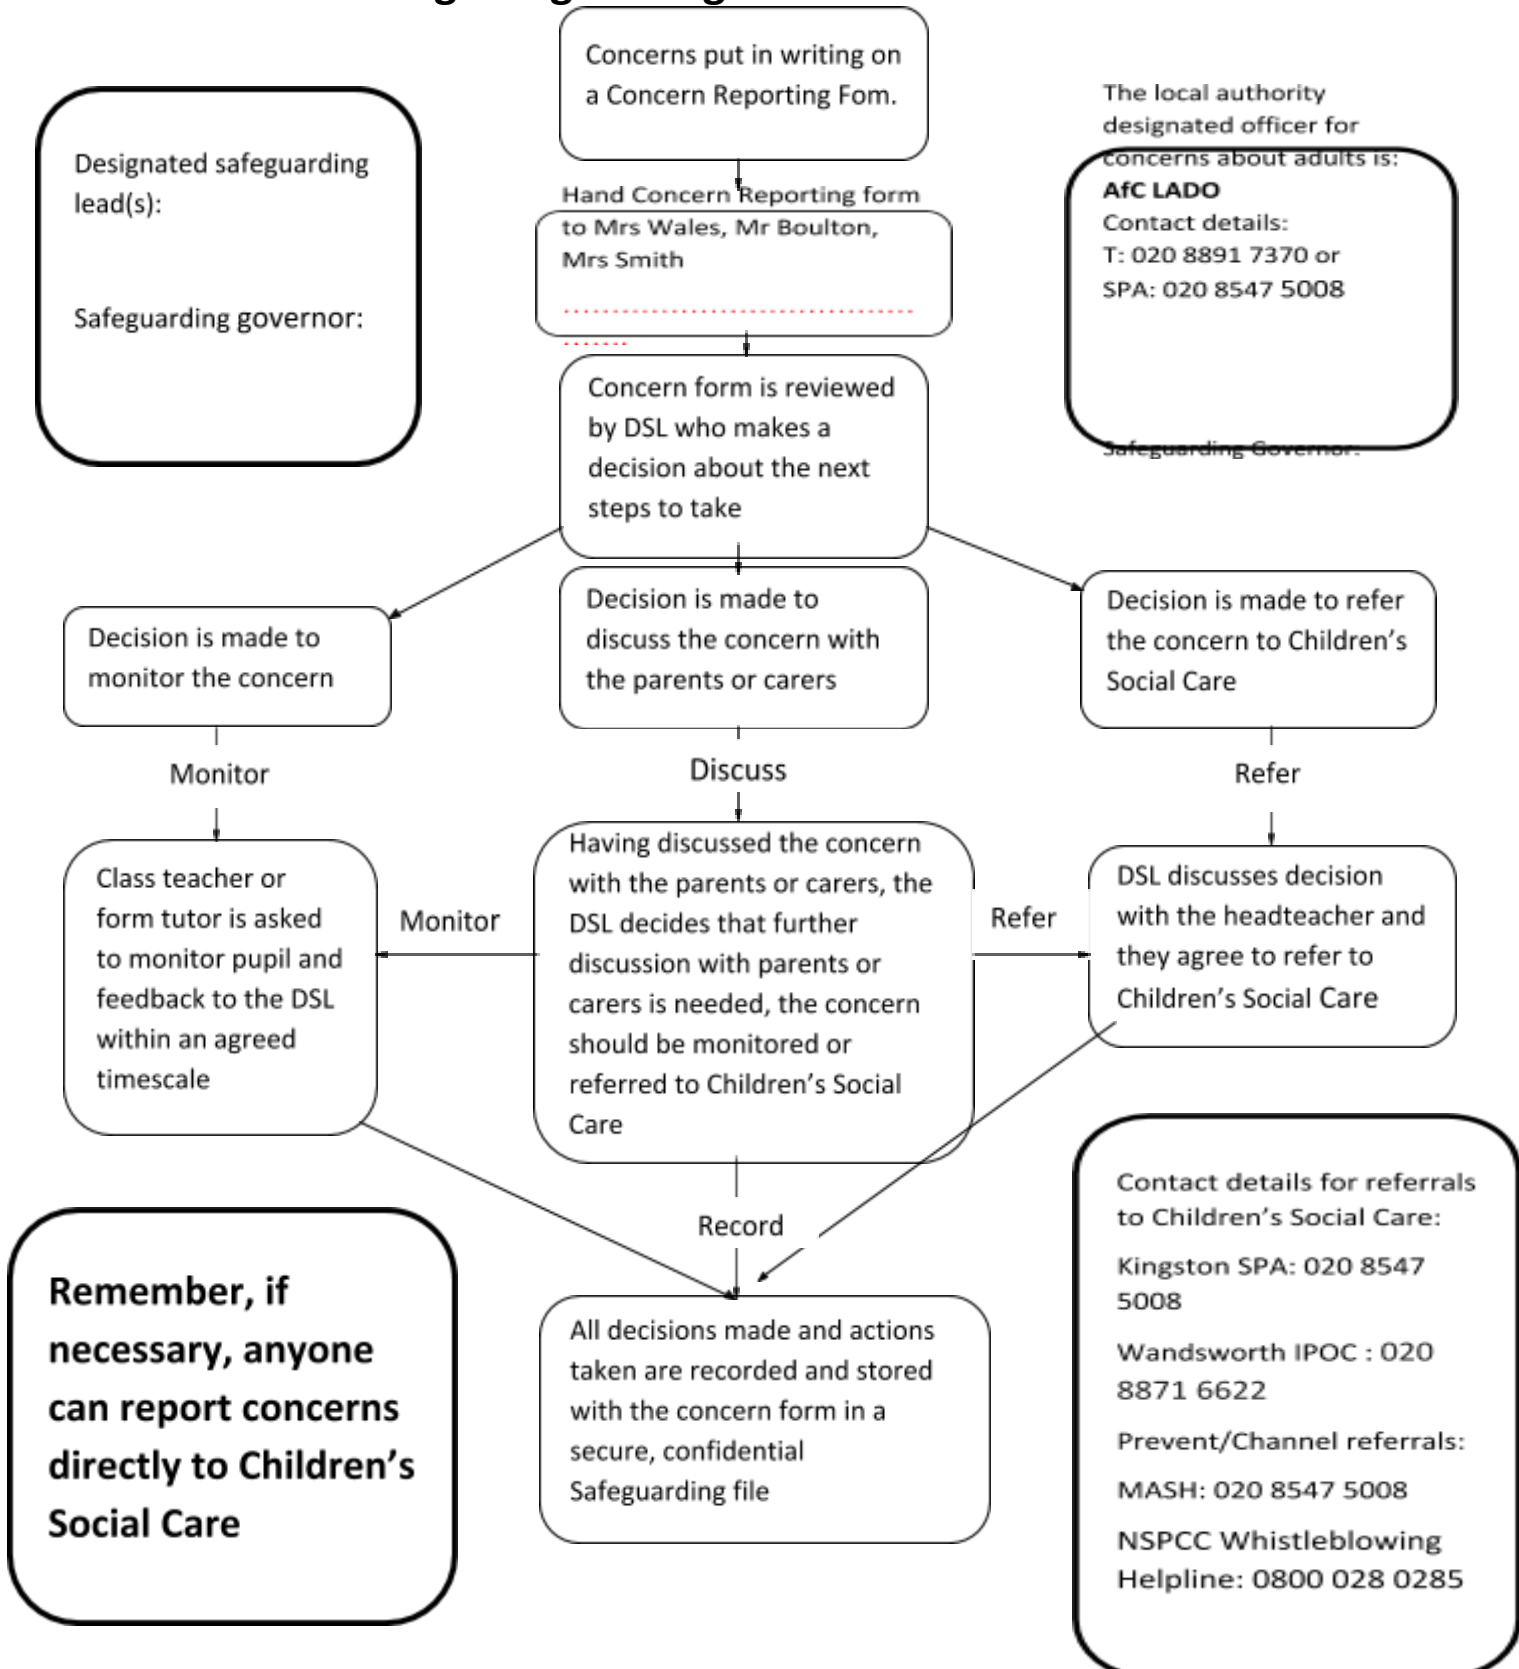 Concerns put in writing on
a Concern Reporting Fom.
Designated safeguarding
lead(s):
Safeguarding governor:
The local authority
designated officer for
concerns about adults is:
AfC LADO
Contact details:
T: 020 8891 7370 or
SPA: 020 8547 5008
Safeguarding Governor:
Hand Concern Reporting form
to Mrs Wales, Mr Boulton,
Mrs Smith
Concern form is reviewed
by DSL who makes a
decision about the next
steps to take
Decision is made to
monitor the concern
Decision is made to
discuss the concern with
the parents or carers
Decision is made to refer
the concern to Children’s
Social Care
Monitor
Discuss
Refer
Class teacher or
form tutor is asked
to monitor pupil and
feedback to the DSL
within an agreed
timescale
Monitor
Having discussed the concern
with the parents or carers, the
DSL decides that further
discussion with parents or
carers is needed, the concern
should be monitored or
referred to Children’s Social
Care
Refer
DSL discusses decision
with the headteacher and
they agree to refer to
Children’s Social Care
Record
Remember, if
necessary, anyone
can report concerns
directly to Children’s
Social Care
All decisions made and actions
taken are recorded and stored
with the concern form in a
secure, confidential
Safeguarding file
Contact details for referrals
to Children’s Social Care:
Kingston SPA: 020 8547
5008
Wandsworth IPOC : 020
8871 6622
Prevent/Channel referrals:
MASH: 020 8547 5008
NSPCC Whistleblowing
Helpline: 0800 028 0285